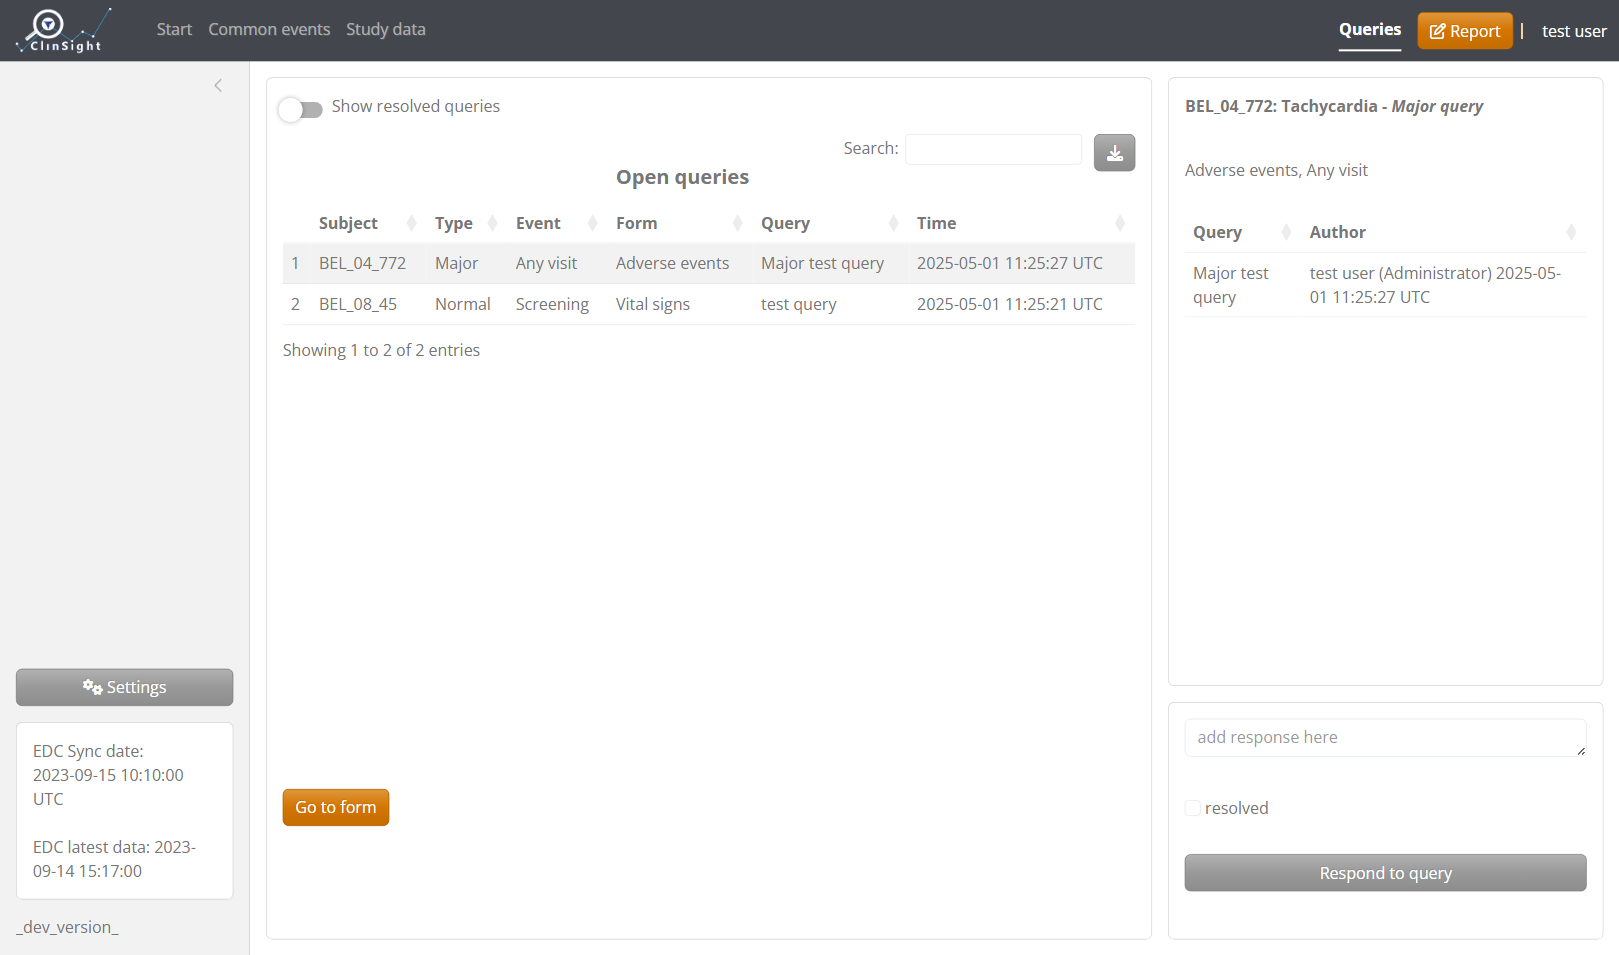 ClinSight
Start Common events Study data
Queries Report | test user
Show resolved queries
Search:
Open queries
Subject Type Event Form Query Time
1 BEL_04_772 Major Any visit Adverse events Major test query 2025-05-01 11:25:27 UTC
2 BEL_08_45 Normal Screening Vital signs test query 2025-05-01 11:25:21 UTC
Showing 1 to 2 of 2 entries
Go to form
Settings
EDC Sync date:
2023-09-15 10:10:00
UTC
EDC latest data: 2023-
09-14 15:17:00
_dev_version_
BEL_04_772: Tachycardia - Major query
Adverse events, Any visit
Query Author
Major test
query
test user (Administrator) 2025-05-
01 11:25:27 UTC
add response here
resolved
Respond to query